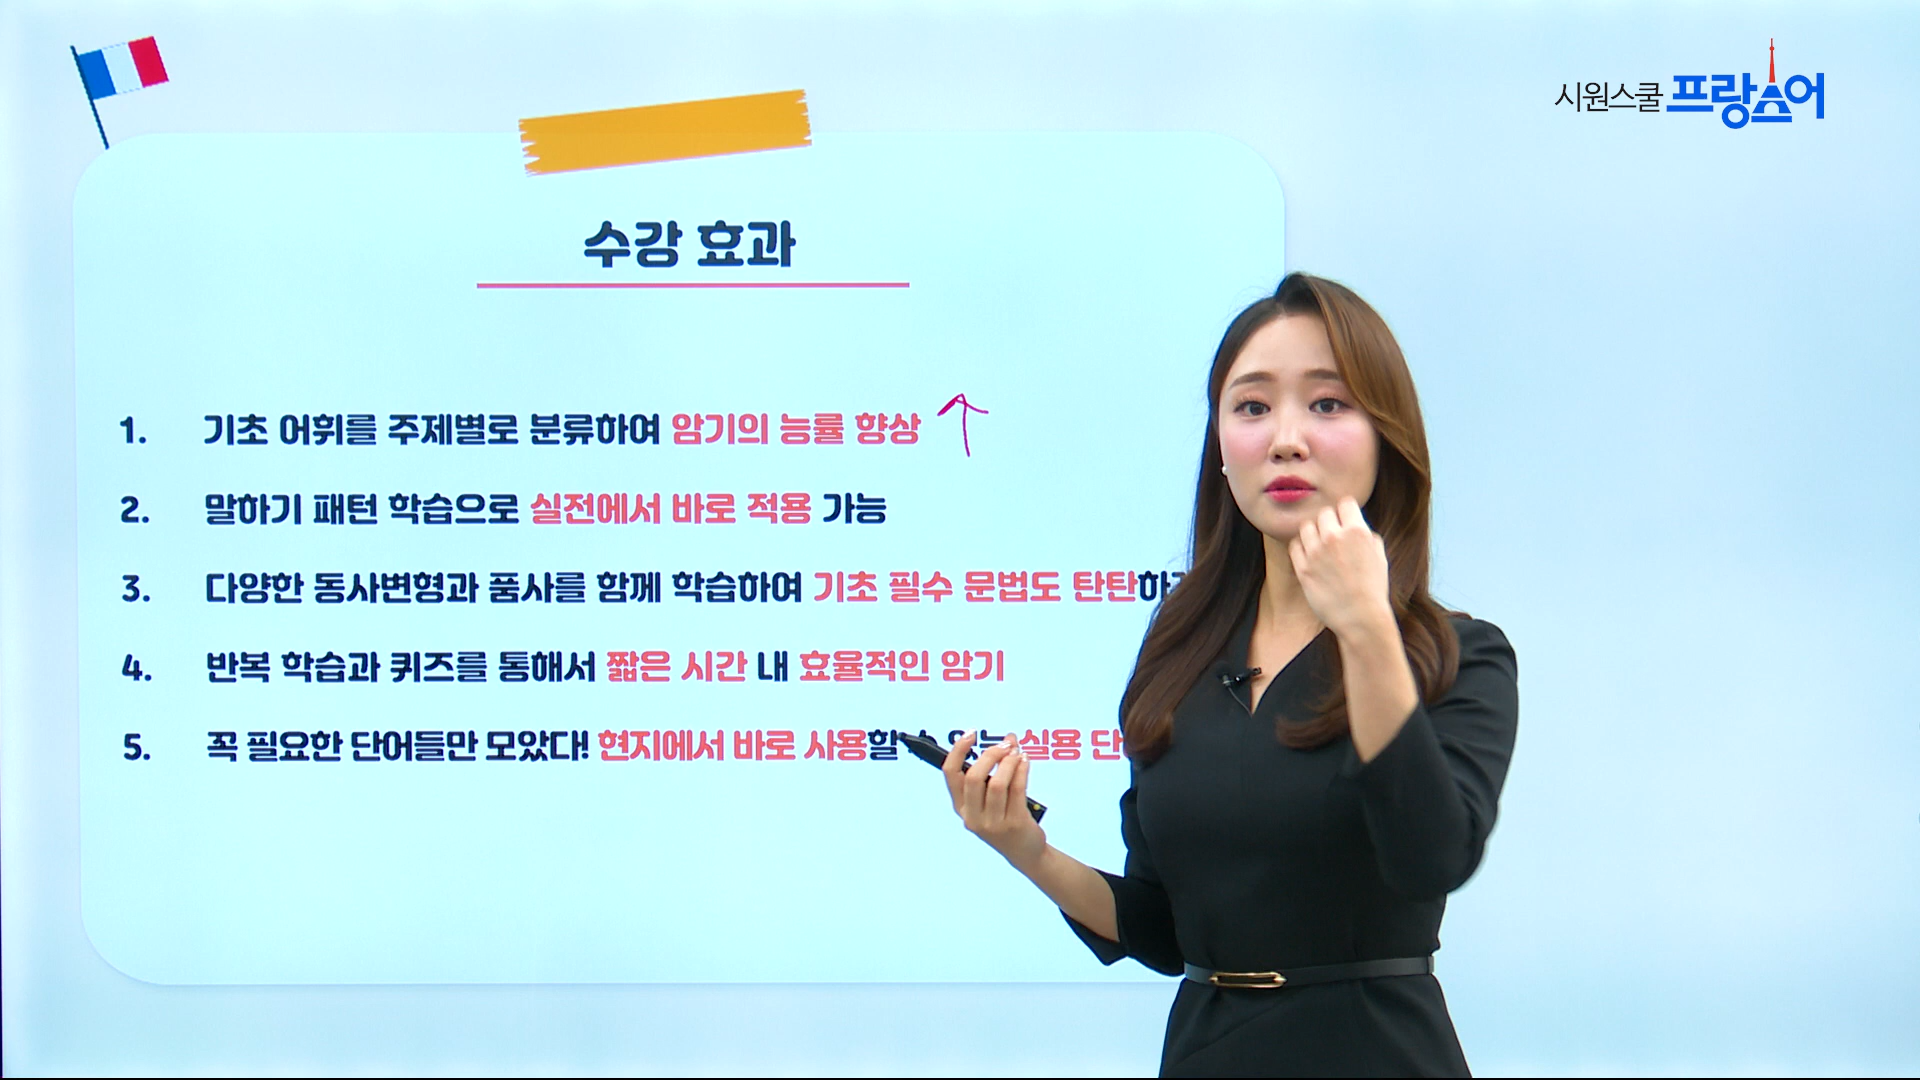 시원스쿨 프랑스어
수강 효과
1. 기초 어휘를 주제별로 분류하여 암기의 능률 향상
2. 말하기 패턴 학습으로 실전에서 바로 적용 가능
3. 다양한 동사변형과 품사를 함께 학습하여 기초 필수 문법도 탄탄하
4. 반복 학습과 퀴즈를 통해서 짧은 시간 내 효율적인 암기
5. 꼭 필요한 단어들만 모았다! 현지에서 바로 사용할 수 있는 실용